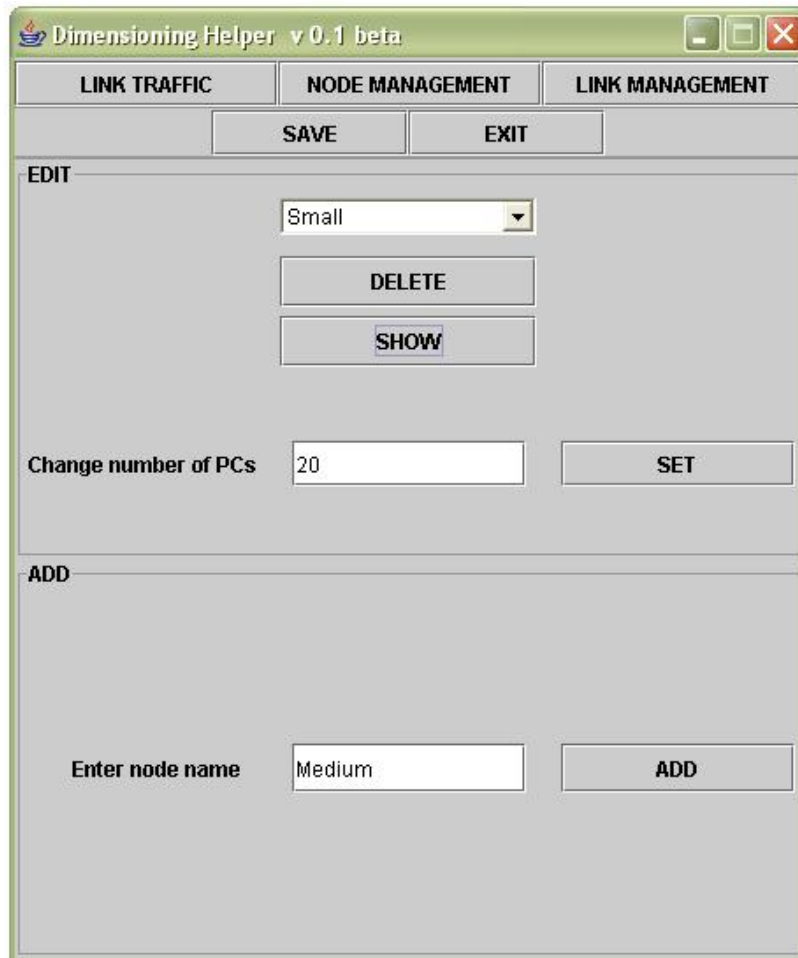 Dimensioning Helper v 0.1 beta
LINK TRAFFIC NODE MANAGEMENT LINK MANAGEMENT
SAVE EXIT
EDIT
Small
DELETE
SHOW
Change number of PCs 20 SET
ADD
Enter node name Medium ADD